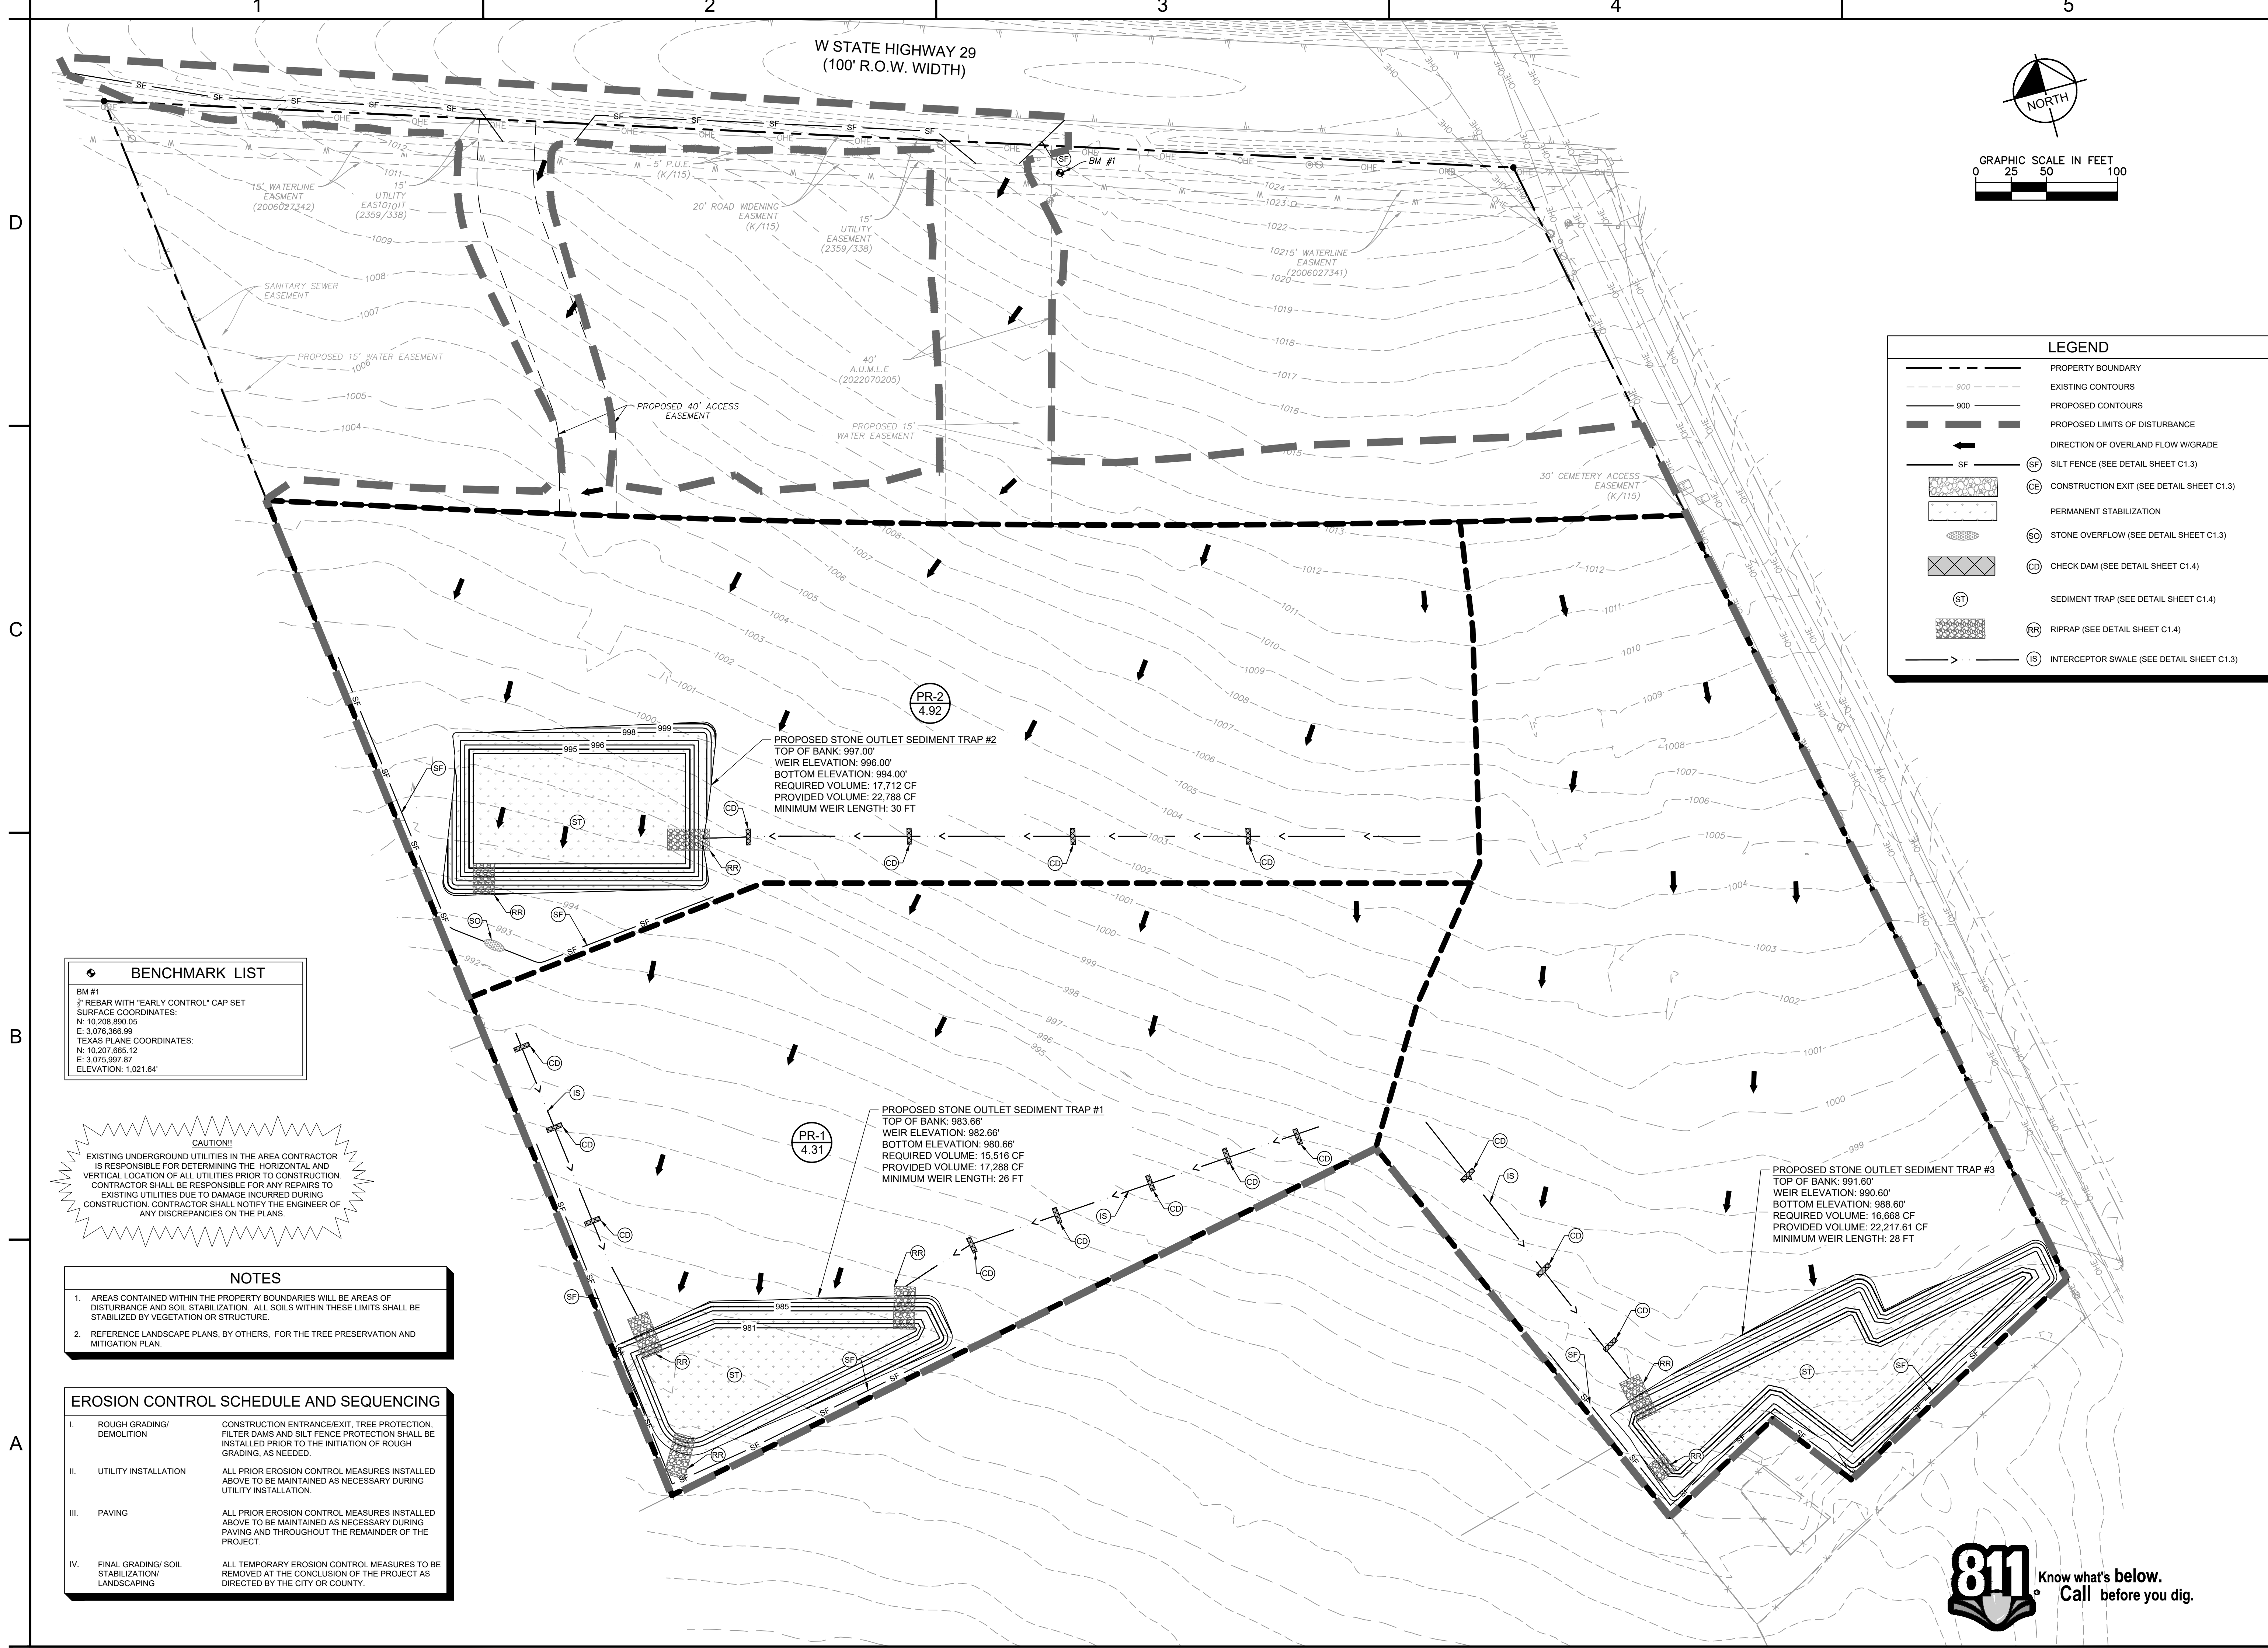 1 2 3 4 5
D
C
B
A
W STATE HIGHWAY 29
(100' R.O.W. WIDTH)
NORTH
GRAPHIC SCALE IN FEET
0 25 50 100
BM #1
15' WATERLINE
EASMENT
(2006027342)
15'
UTILITY
(2359/338)
5' P.U.E.
(K/115)
20' ROAD WIDENING
EASMENT
(K/115)
15'
UTILITY
EASEMENT
(2359/338)
15' WATERLINE
EASMENT
(2006027341)
SANITARY SEWER
EASEMENT
PROPOSED 15' WATER EASEMENT
40'
A.U.M.L.E
(2022070205)
PROPOSED 40' ACCESS
EASEMENT
PROPOSED 15'
WATER EASEMENT
30' CEMETERY ACCESS
EASEMENT
(K/115)
LEGEND
PROPERTY BOUNDARY
900 EXISTING CONTOURS
900 PROPOSED CONTOURS
PROPOSED LIMITS OF DISTURBANCE
DIRECTION OF OVERLAND FLOW W/GRADE
SF SF SILT FENCE (SEE DETAIL SHEET C1.3)
CE CONSTRUCTION EXIT (SEE DETAIL SHEET C1.3)
PERMANENT STABILIZATION
SO STONE OVERFLOW (SEE DETAIL SHEET C1.3)
CD CHECK DAM (SEE DETAIL SHEET C1.4)
ST SEDIMENT TRAP (SEE DETAIL SHEET C1.4)
RR RIPRAP (SEE DETAIL SHEET C1.4)
IS INTERCEPTOR SWALE (SEE DETAIL SHEET C1.3)
PR-2
4.92
PROPOSED STONE OUTLET SEDIMENT TRAP #2
TOP OF BANK: 997.00'
WEIR ELEVATION: 996.00'
BOTTOM ELEVATION: 994.00'
REQUIRED VOLUME: 17,712 CF
PROVIDED VOLUME: 22,788 CF
MINIMUM WEIR LENGTH: 30 FT
995 996 998 999
BENCHMARK LIST
BM #1
REBAR WITH "EARLY CONTROL" CAP SET
SURFACE COORDINATES:
N: 10,208,890.05
E: 3,076,366.99
TEXAS PLANE COORDINATES:
N: 10,207,665.12
E: 3,075,997.87
ELEVATION: 1,021.64'
CAUTION!!
EXISTING UNDERGROUND UTILITIES IN THE AREA CONTRACTOR
IS RESPONSIBLE FOR DETERMINING THE HORIZONTAL AND
VERTICAL LOCATION OF ALL UTILITIES PRIOR TO CONSTRUCTION.
CONTRACTOR SHALL BE RESPONSIBLE FOR ANY REPAIRS TO
EXISTING UTILITIES DUE TO DAMAGE INCURRED DURING
CONSTRUCTION. CONTRACTOR SHALL NOTIFY THE ENGINEER OF
ANY DISCREPANCIES ON THE PLANS.
PR-1
4.31
PROPOSED STONE OUTLET SEDIMENT TRAP #1
TOP OF BANK: 983.66'
WEIR ELEVATION: 982.66'
BOTTOM ELEVATION: 980.66'
REQUIRED VOLUME: 15,516 CF
PROVIDED VOLUME: 17,288 CF
MINIMUM WEIR LENGTH: 26 FT
985
981
PROPOSED STONE OUTLET SEDIMENT TRAP #3
TOP OF BANK: 991.60'
WEIR ELEVATION: 990.60'
BOTTOM ELEVATION: 988.60'
REQUIRED VOLUME: 16,668 CF
PROVIDED VOLUME: 22,217.61 CF
MINIMUM WEIR LENGTH: 28 FT
NOTES
1. AREAS CONTAINED WITHIN THE PROPERTY BOUNDARIES WILL BE AREAS OF
DISTURBANCE AND SOIL STABILIZATION. ALL SOILS WITHIN THESE LIMITS SHALL BE
STABILIZED BY VEGETATION OR STRUCTURE.
2. REFERENCE LANDSCAPE PLANS, BY OTHERS, FOR THE TREE PRESERVATION AND
MITIGATION PLAN.
EROSION CONTROL SCHEDULE AND SEQUENCING
I. ROUGH GRADING/ DEMOLITION
CONSTRUCTION ENTRANCE/EXIT, TREE PROTECTION,
FILTER DAMS AND SILT FENCE PROTECTION SHALL BE
INSTALLED PRIOR TO THE INITIATION OF ROUGH
GRADING, AS NEEDED.
II. UTILITY INSTALLATION
ALL PRIOR EROSION CONTROL MEASURES INSTALLED
ABOVE TO BE MAINTAINED AS NECESSARY DURING
UTILITY INSTALLATION.
III. PAVING
ALL PRIOR EROSION CONTROL MEASURES INSTALLED
ABOVE TO BE MAINTAINED AS NECESSARY DURING
PAVING AND THROUGHOUT THE REMAINDER OF THE
PROJECT.
IV. FINAL GRADING/ SOIL
STABILIZATION/
LANDSCAPING
ALL TEMPORARY EROSION CONTROL MEASURES TO BE
REMOVED AT THE CONCLUSION OF THE PROJECT AS
DIRECTED BY THE CITY OR COUNTY.
811
Know what's below.
Call before you dig.